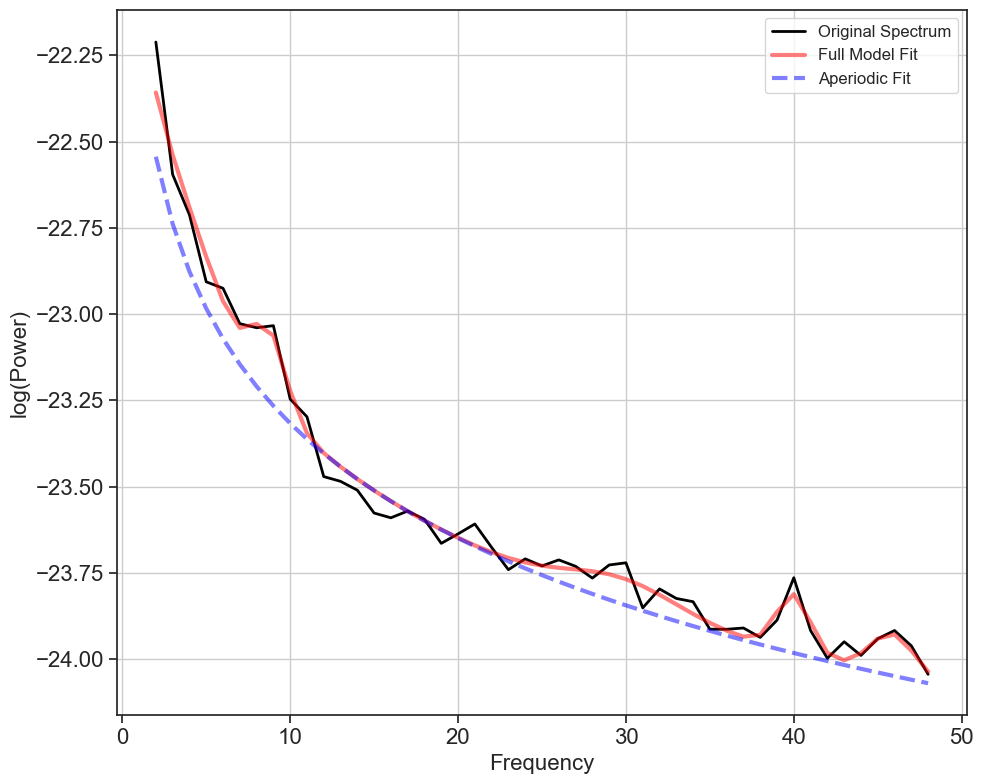 Original Spectrum
Full Model Fit
Aperiodic Fit
−22.25
−22.50
−22.75
−23.00
−23.25
−23.50
−23.75
−24.00
log(Power)
0 10 20 30 40 50
Frequency